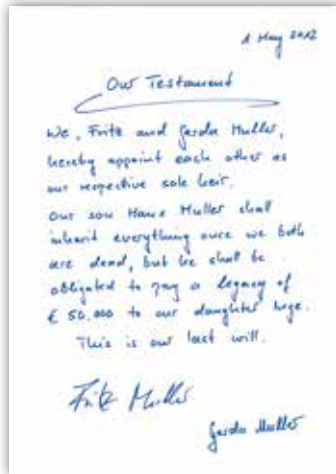 1 May 2012
Our Testament
We, Fritz and Gerda Muller,
hereby appoint each other as
our respective sole heir.
Our son Hans Muller shall
inherit everything once we both
are dead, but he shall be
obligated to pay a legacy of
€ 50.000 to our daughter Inge.
This is our last will.
Fritz Muller
Gerda Muller